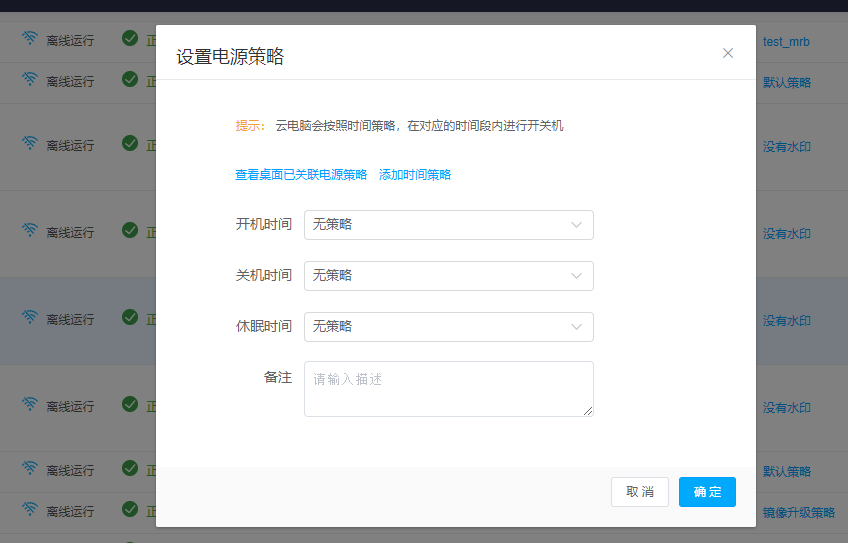 设置电源策略
提示： 云电脑会按照时间策略，在对应的时间段内进行开关机
查看桌面已关联电源策略 添加时间策略
开机时间 无策略
关机时间 无策略
休眠时间 无策略
备注 请输入描述
取消 确定
离线运行 正 test_mrb
离线运行 正 默认策略
离线运行 正 没有水印
离线运行 正 没有水印
离线运行 正 没有水印
离线运行 正 没有水印
离线运行 正 默认策略
离线运行 正 镜像升级策略